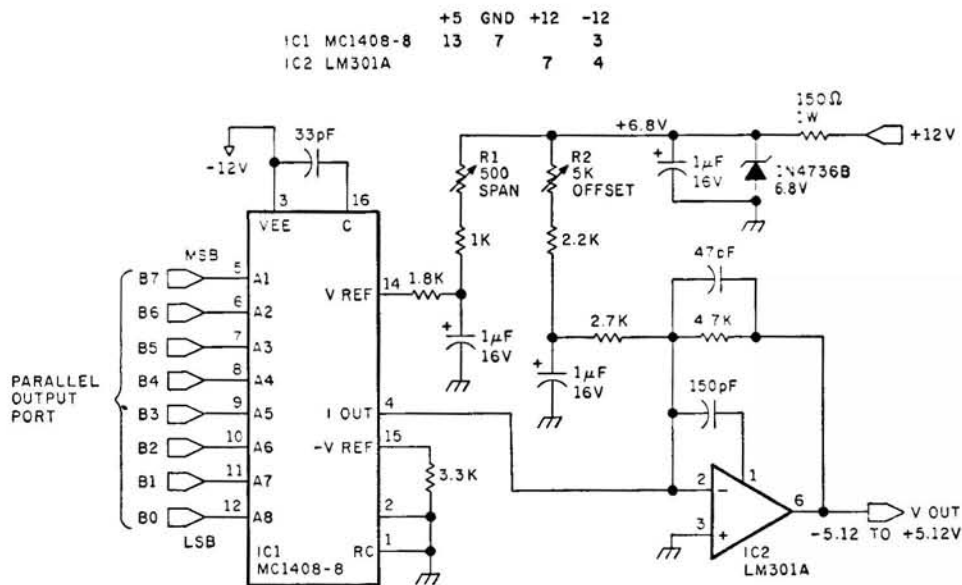 +5 GND +12 -12
IC1 MC1408-8 13 7 3
IC2 LM301A 7 4
150Ω
1W
+12V
+6.8V
33pF
-12V
R1
500
SPAN
R2
5K
OFFSET
1μF
16V
1N4736B
6.8V
3
16
VEE
C
1K
2.2K
47pF
MSB
B7 5 A1
14
V REF
1.8K
B6 6 A2
1μF
16V
2.7K
4.7K
B5 7 A3
1μF
16V
PARALLEL
OUTPUT
PORT
B4 8 A4
B3 9 A5
I OUT
4
150pF
B2 10 A6
-V REF
15
B1 11 A7
3.3K
2
1
6
B0 12 A8
2
3
V OUT
-5.12 TO +5.12V
LSB
RC
1
IC1
MC1408-8
IC2
LM301A